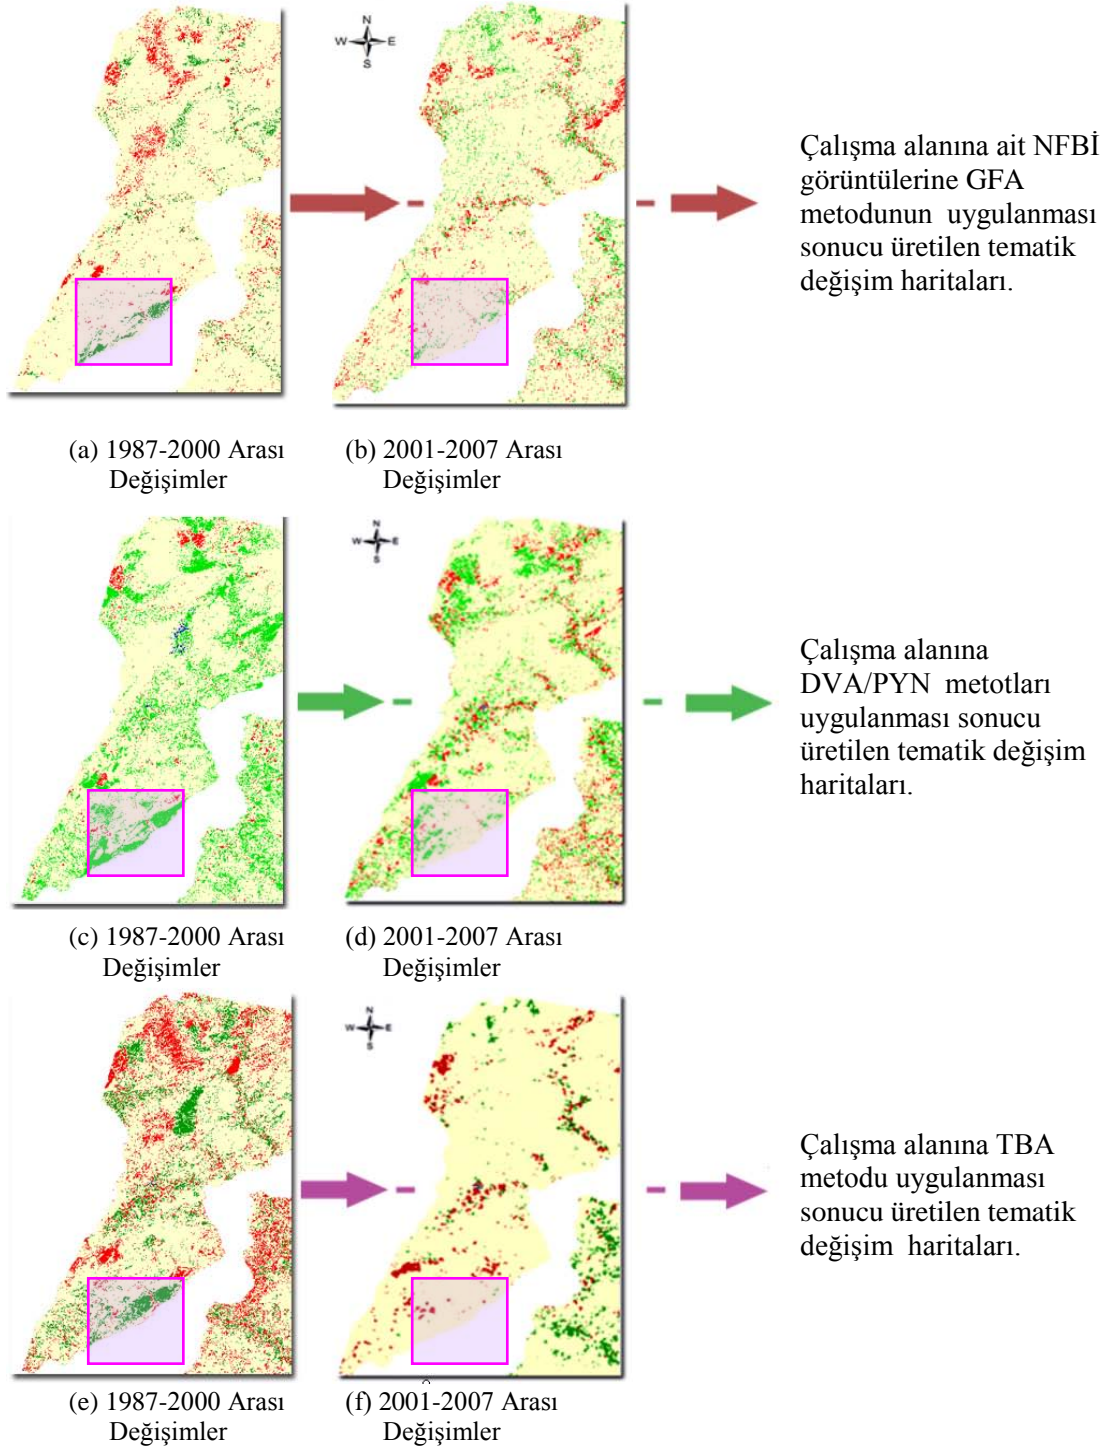 N
W E
S
Çalışma alanına ait NFBİ
görüntülerine GFA
metodunun uygulanması
sonucu üretilen tematik
değişim haritaları.
(a) 1987-2000 Arası
Değişimler
(b) 2001-2007 Arası
Değişimler
N
W E
S
Çalışma alanına
DVA/PYN metotları
uygulanması sonucu
üretilen tematik değişim
haritaları.
(c) 1987-2000 Arası
Değişimler
(d) 2001-2007 Arası
Değişimler
N
W E
S
Çalışma alanına TBA
metodu uygulanması
sonucu üretilen tematik
değişim haritaları.
(e) 1987-2000 Arası
Değişimler
(f) 2001-2007 Arası
Değişimler